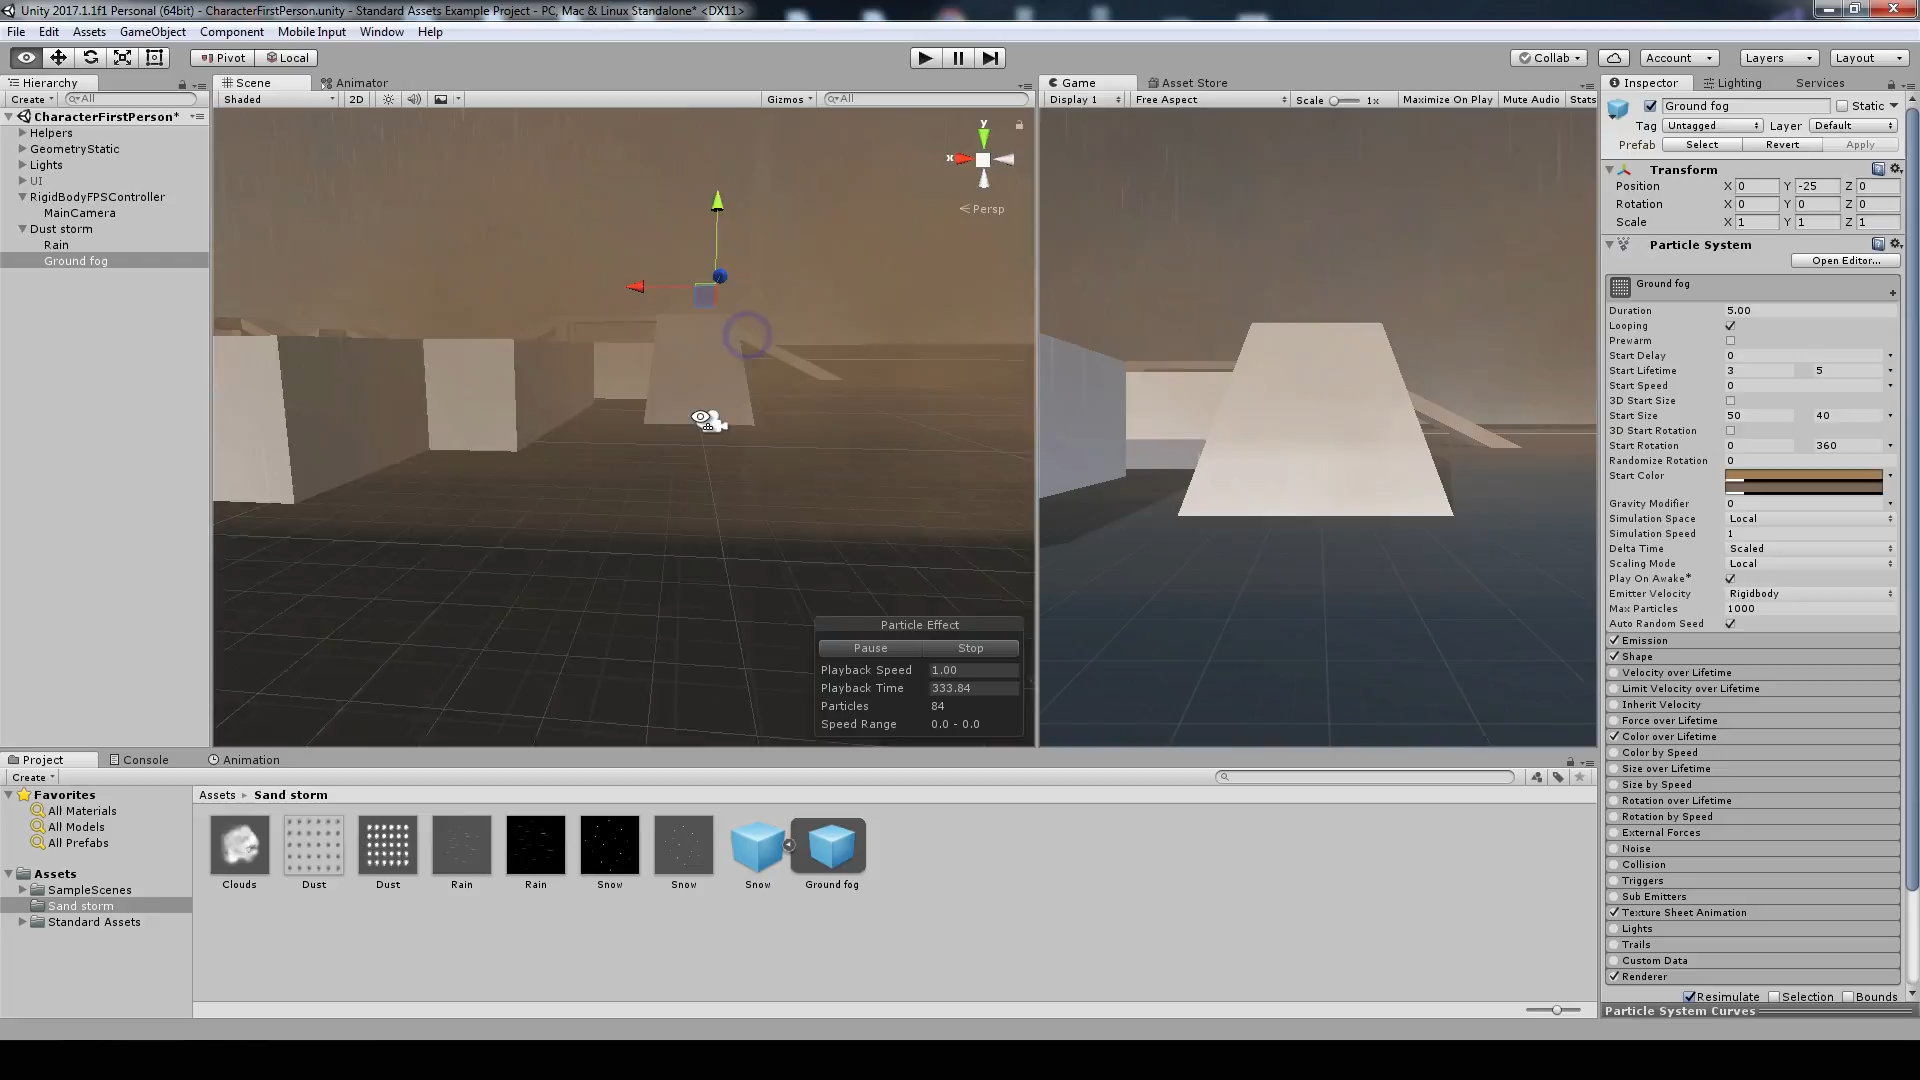 Unity 2017.1.1f1 Personal (64bit) - CharacterFirstPerson.unity - Standard Assets Example Project - PC, Mac & Linux Standalone* <DX11>
File Edit Assets GameObject Component Mobile Input Window Help
Pivot Local Collab Account Layers Layout
Hierarchy Scene Animator Game Asset Store Inspector Lighting Services
Create All Shaded 2D Gizmos All Display 1 Free Aspect Scale 1x Maximize On Play Mute Audio Stats
CharacterFirstPerson*
Helpers
GeometryStatic
Lights
UI
RigidBodyFPSController
MainCamera
Dust storm
Rain
Ground fog
y
x
Persp
Particle Effect
Pause Stop
Playback Speed 1.00
Playback Time 333.84
Particles 84
Speed Range 0.0 - 0.0
Ground fog Static
Tag Untagged Layer Default
Prefab Select Revert Apply
Transform
Position X 0 Y -25 Z 0
Rotation X 0 Y 0 Z 0
Scale X 1 Y 1 Z 1
Particle System
Open Editor...
Ground fog
Duration 5.00
Looping
Prewarm
Start Delay 0
Start Lifetime 3 5
Start Speed 0
3D Start Size
Start Size 50 40
3D Start Rotation
Start Rotation 0 360
Randomize Rotation 0
Start Color
Gravity Modifier 0
Simulation Space Local
Simulation Speed 1
Delta Time Scaled
Scaling Mode Local
Play On Awake*
Emitter Velocity Rigidbody
Max Particles 1000
Auto Random Seed
Emission
Shape
Velocity over Lifetime
Limit Velocity over Lifetime
Inherit Velocity
Force over Lifetime
Color over Lifetime
Color by Speed
Size over Lifetime
Size by Speed
Rotation over Lifetime
Rotation by Speed
External Forces
Noise
Collision
Triggers
Sub Emitters
Texture Sheet Animation
Lights
Trails
Custom Data
Renderer
Resimulate Selection Bounds
Particle System Curves
Project Console Animation
Create
Favorites
All Materials
All Models
All Prefabs
Assets
SampleScenes
Sand storm
Standard Assets
Assets Sand storm
Clouds Dust Dust Rain Rain Snow Snow Snow Ground fog